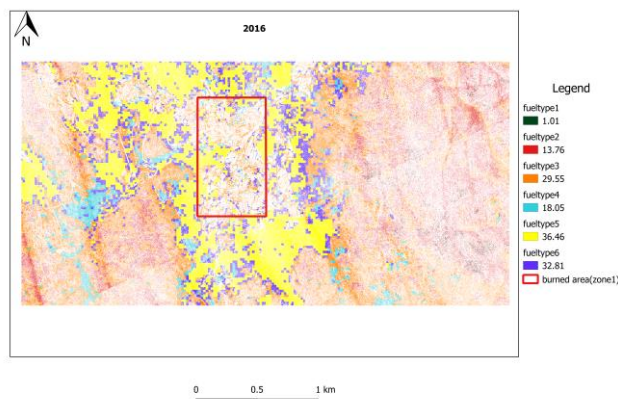 N
2016
Legend
fueltype1
1.01
fueltype2
13.76
fueltype3
29.55
fueltype4
18.05
fueltype5
36.46
fueltype6
32.81
burned area(zone1)
0 0.5 1 km